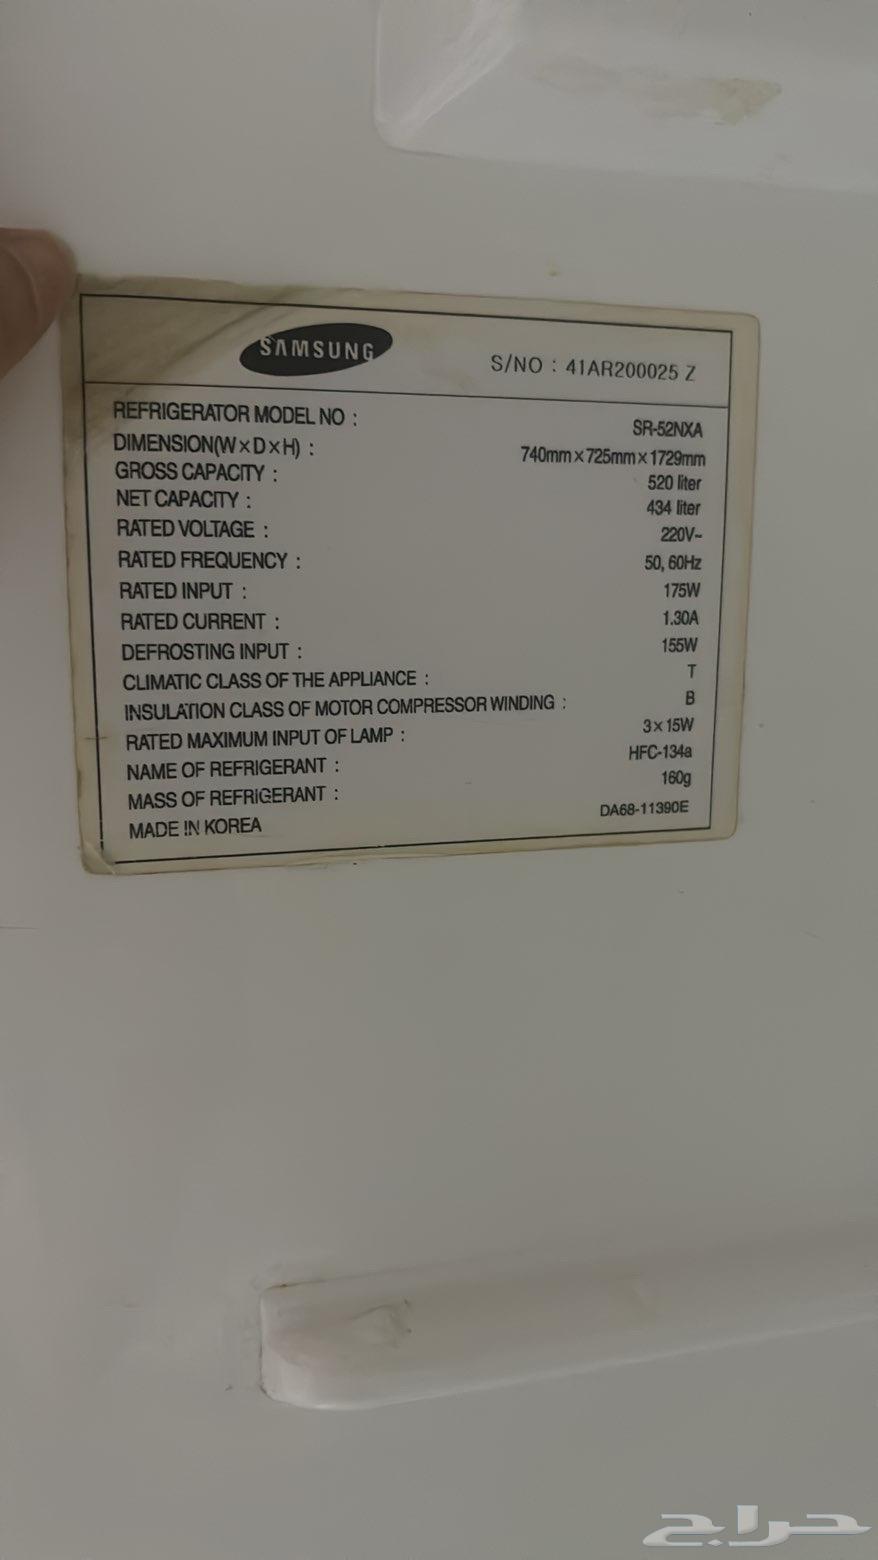 SAMSUNG S/NO : 41AR200025 Z
REFRIGERATOR MODEL NO : SR-52NXA
DIMENSION(W×D×H) : 740mm×725mm×1729mm
GROSS CAPACITY : 520 liter
NET CAPACITY : 434 liter
RATED VOLTAGE : 220V~
RATED FREQUENCY : 50, 60Hz
RATED INPUT : 175W
RATED CURRENT : 1.30A
DEFROSTING INPUT : 155W
CLIMATIC CLASS OF THE APPLIANCE : T
INSULATION CLASS OF MOTOR COMPRESSOR WINDING : B
RATED MAXIMUM INPUT OF LAMP : 3×15W
NAME OF REFRIGERANT : HFC-134a
MASS OF REFRIGERANT : 160g
MADE IN KOREA DA68-11390E
حراج